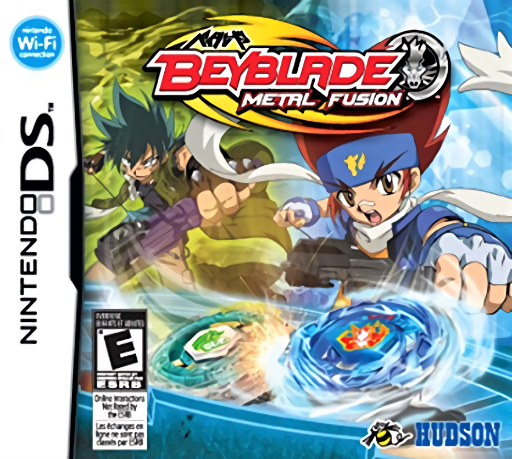 Nintendo
Wi-Fi
connection
NINTENDO DS™
BEYBLADE
METAL FUSION
EVERYONE
E
ESRB
Online Interactions
Not Rated by
the ESRB
Les échanges en
ligne ne sont pas
classés par l'ESRB
HUDSON